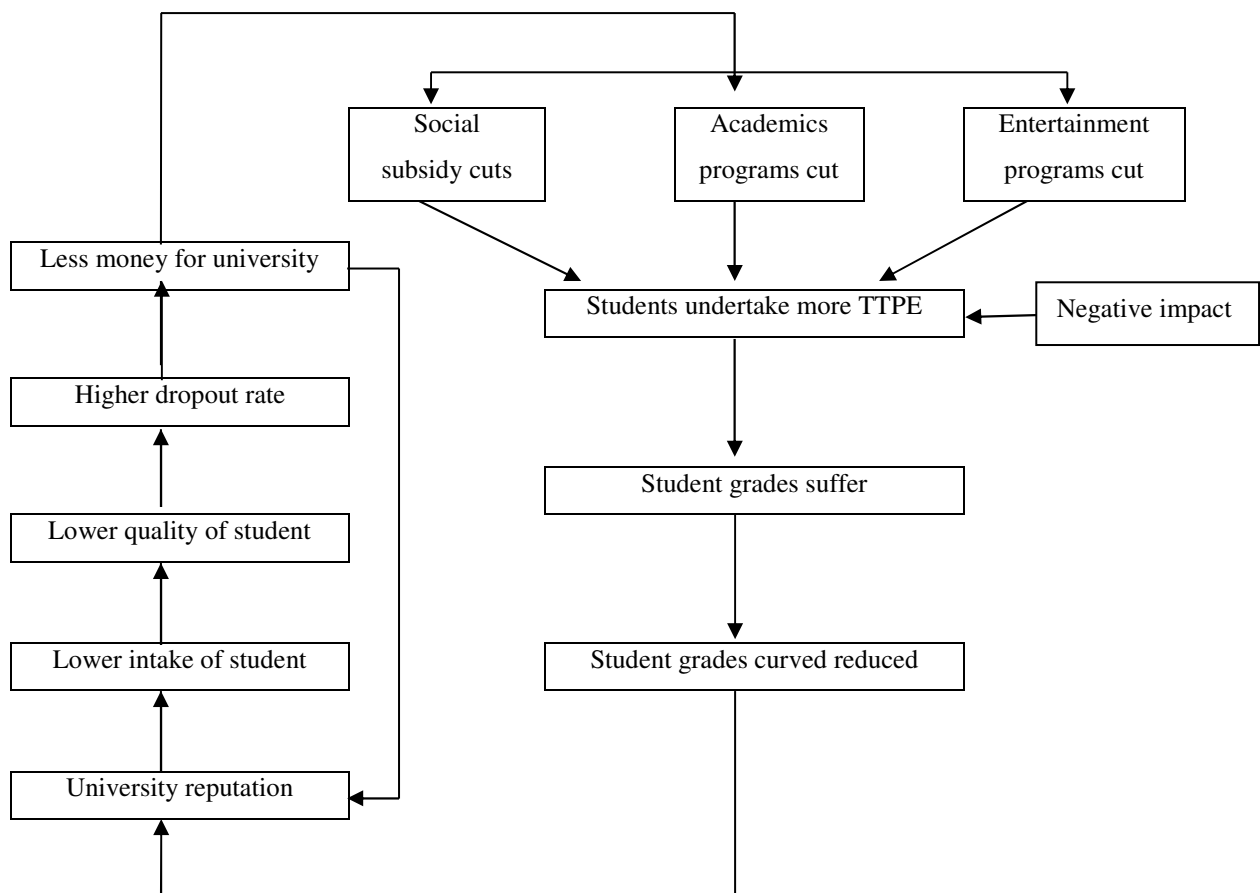 Social
subsidy cuts
Academics
programs cut
Entertainment
programs cut
Less money for university
Students undertake more TTPE
Negative impact
Higher dropout rate
Student grades suffer
Lower quality of student
Lower intake of student
Student grades curved reduced
University reputation